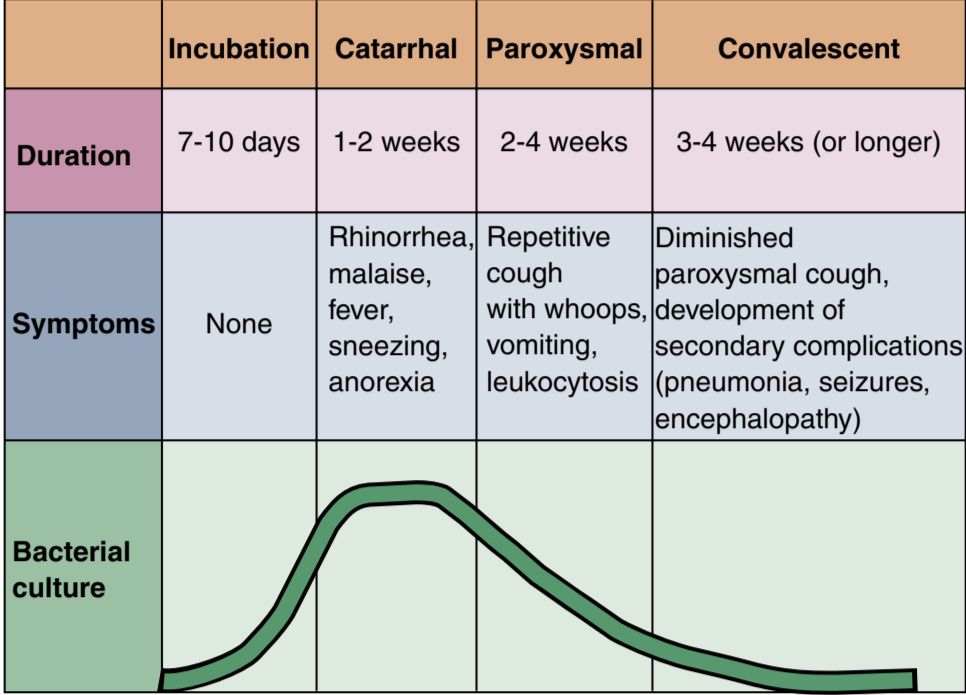 Incubation Catarrhal Paroxysmal Convalescent
Duration 7-10 days 1-2 weeks 2-4 weeks 3-4 weeks (or longer)
Symptoms
None
Rhinorrhea,
malaise,
fever,
sneezing,
anorexia
Repetitive
cough
with whoops,
vomiting,
leukocytosis
Diminished
paroxysmal cough,
development of
secondary complications
(pneumonia, seizures,
encephalopathy)
Bacterial
culture